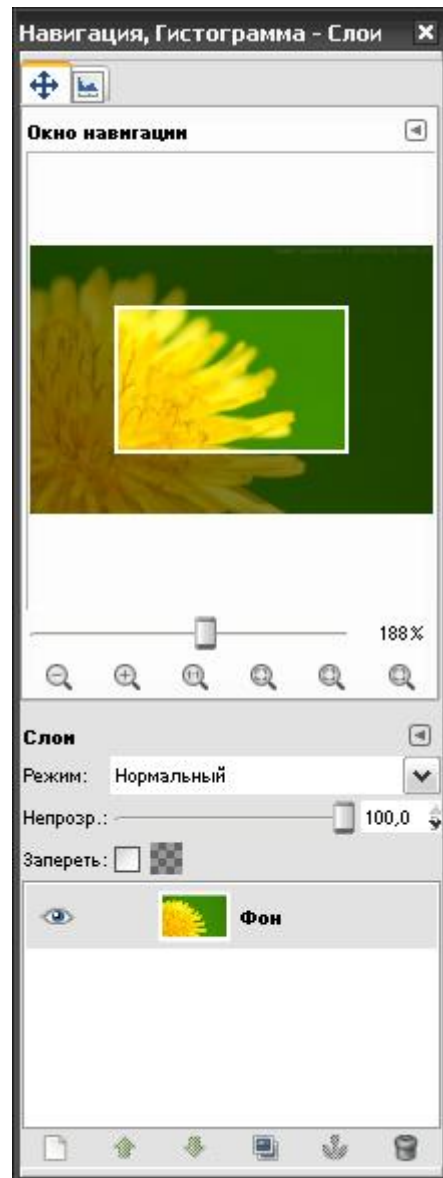 Навигация, Гистограмма - Слои
Окно навигации
188%
Слои
Режим: Нормальный
Непрозр.: 100,0
Запереть:
Фон